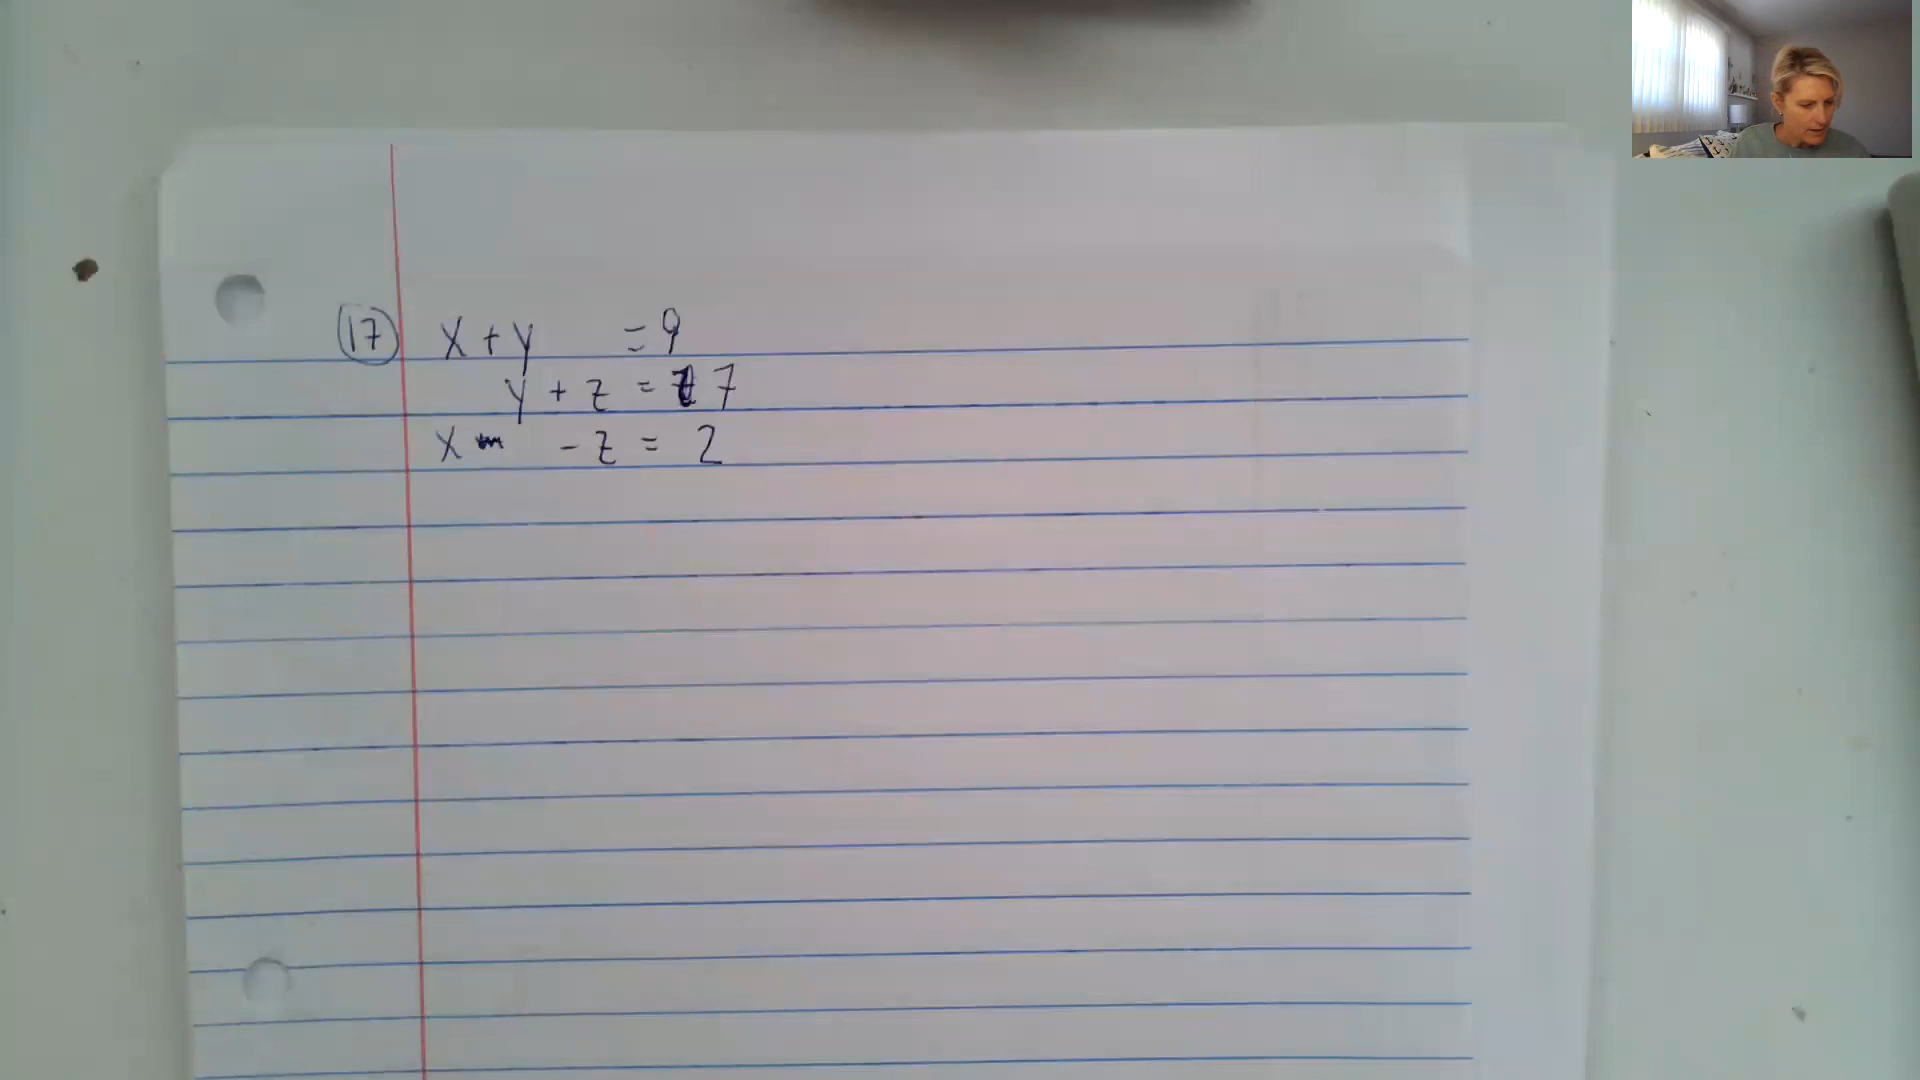 17 x + y = 9
y + z = 7
x - z = 2